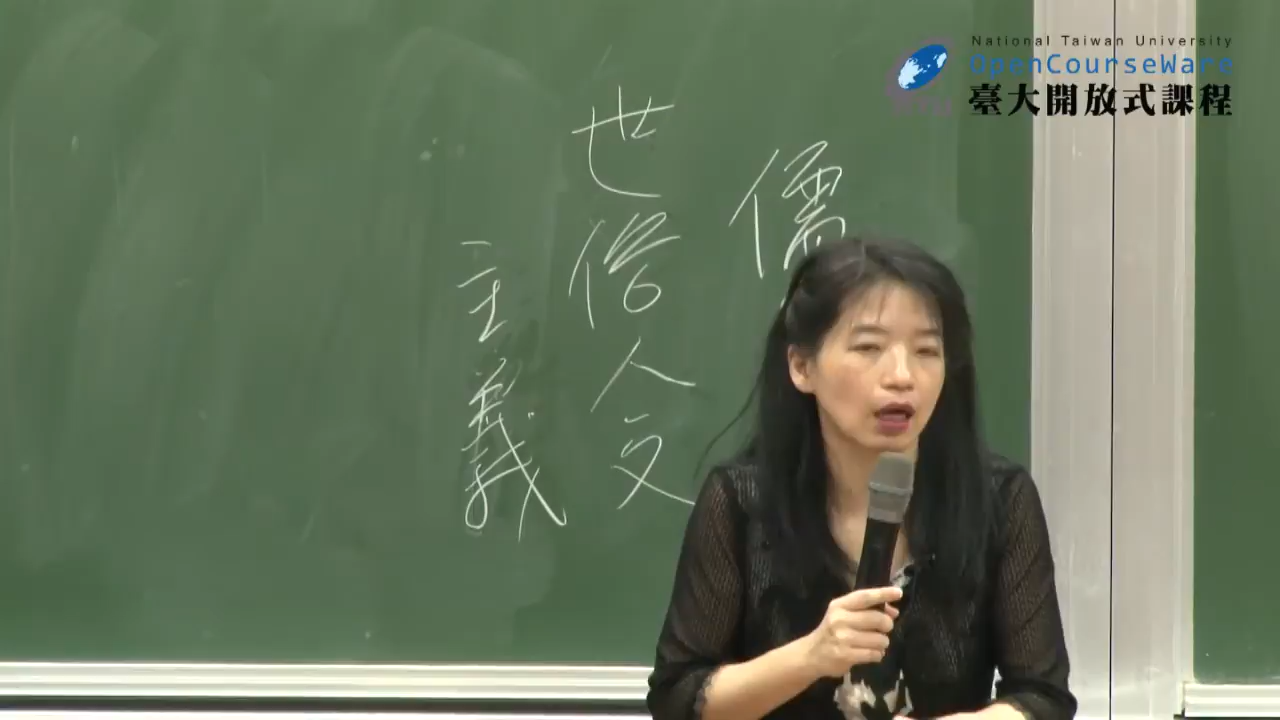 National Taiwan University
OpenCourseWare
臺大開放式課程
儒
世俗人文
主義